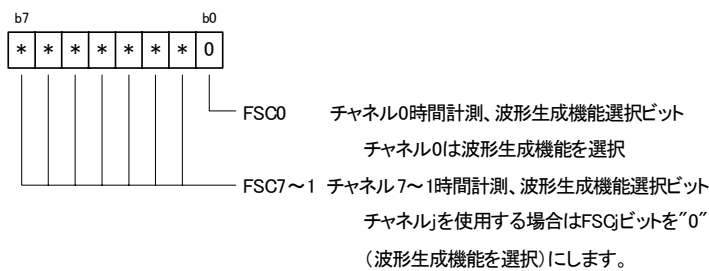 b7 b0
* * * * * * * 0
FSC0 チャネル0時間計測、波形生成機能選択ビット
チャネル0は波形生成機能を選択
FSC7～1 チャネル7～1時間計測、波形生成機能選択ビット
チャネルjを使用する場合はFSCjビットを"0"
（波形生成機能を選択）にします。